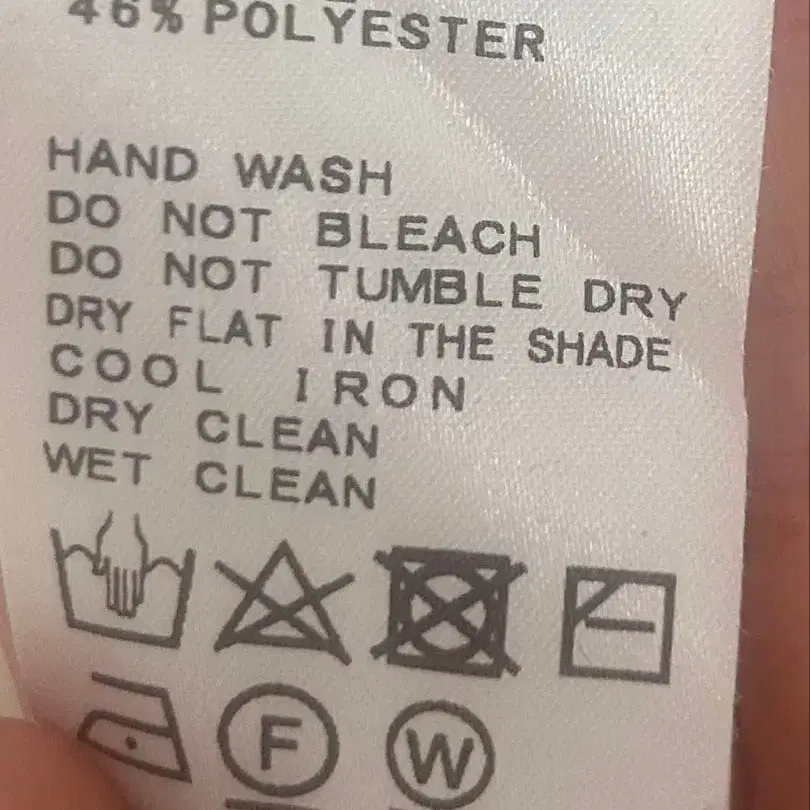 46% POLYESTER
HAND WASH
DO NOT BLEACH
DO NOT TUMBLE DRY
DRY FLAT IN THE SHADE
COOL IRON
DRY CLEAN
WET CLEAN
F W